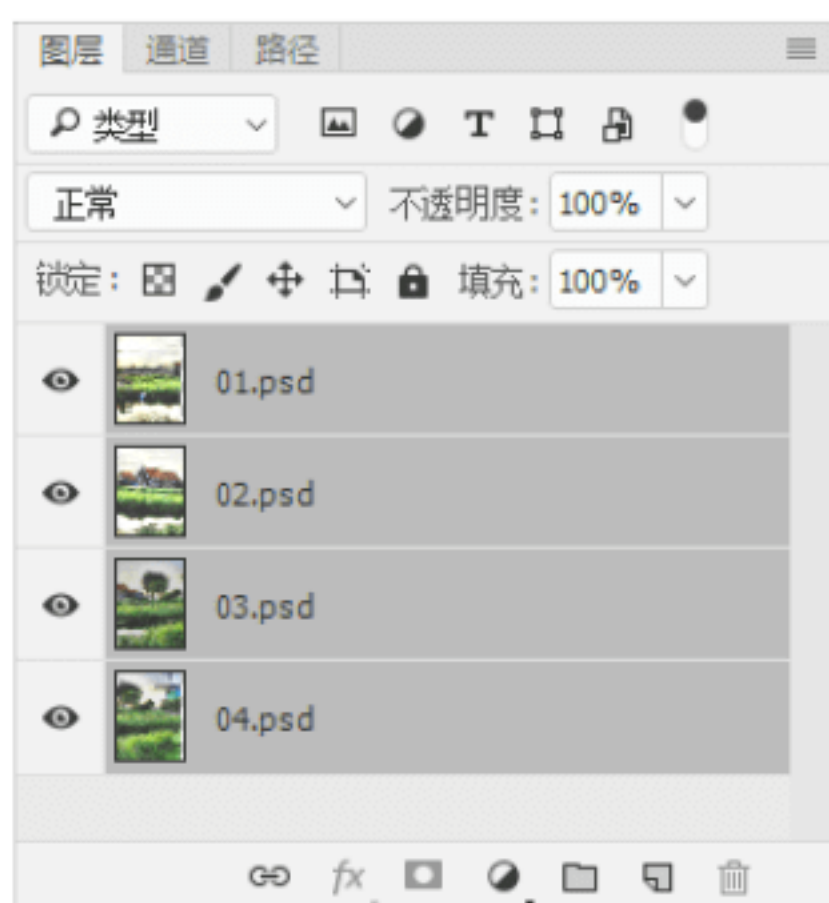 图层 通道 路径
类型
正常 不透明度: 100%
锁定: 填充: 100%
01.psd
02.psd
03.psd
04.psd
fx